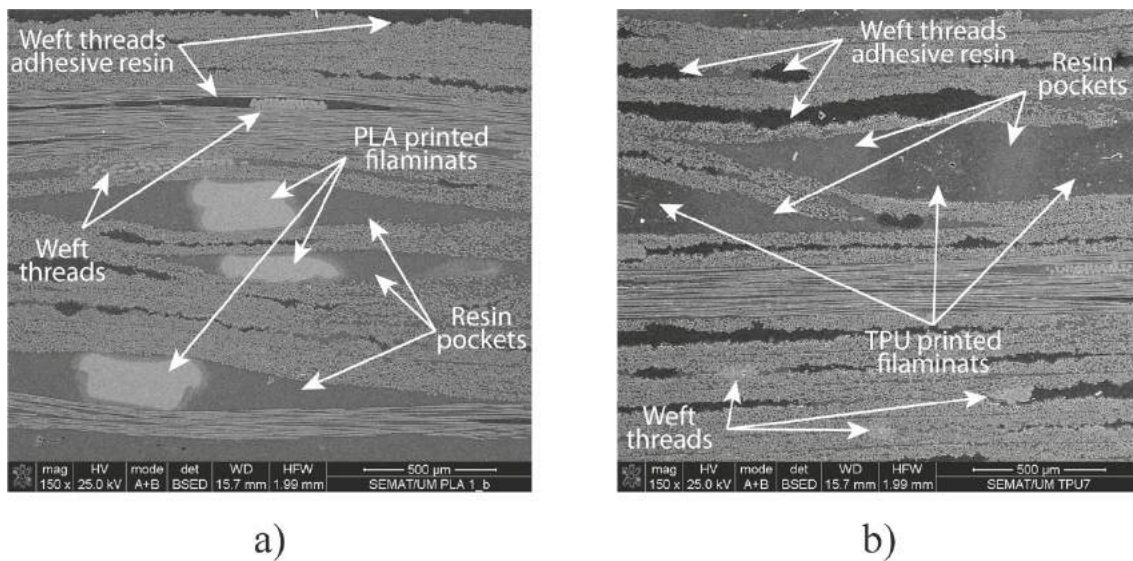 Weft threads
adhesive resin
PLA printed
filaminats
Weft
threads
Resin
pockets
mag HV mode det WD HFW 500 µm
150 x 25.0 kV A+B BSED 15.7 mm 1.99 mm SEMAT/UM PLA 1_b
a)
Weft threads
adhesive resin
Resin
pockets
TPU printed
filaminats
Weft
threads
mag HV mode det WD HFW 500 µm
150 x 25.0 kV A+B BSED 15.7 mm 1.99 mm SEMAT/UM TPU7
b)